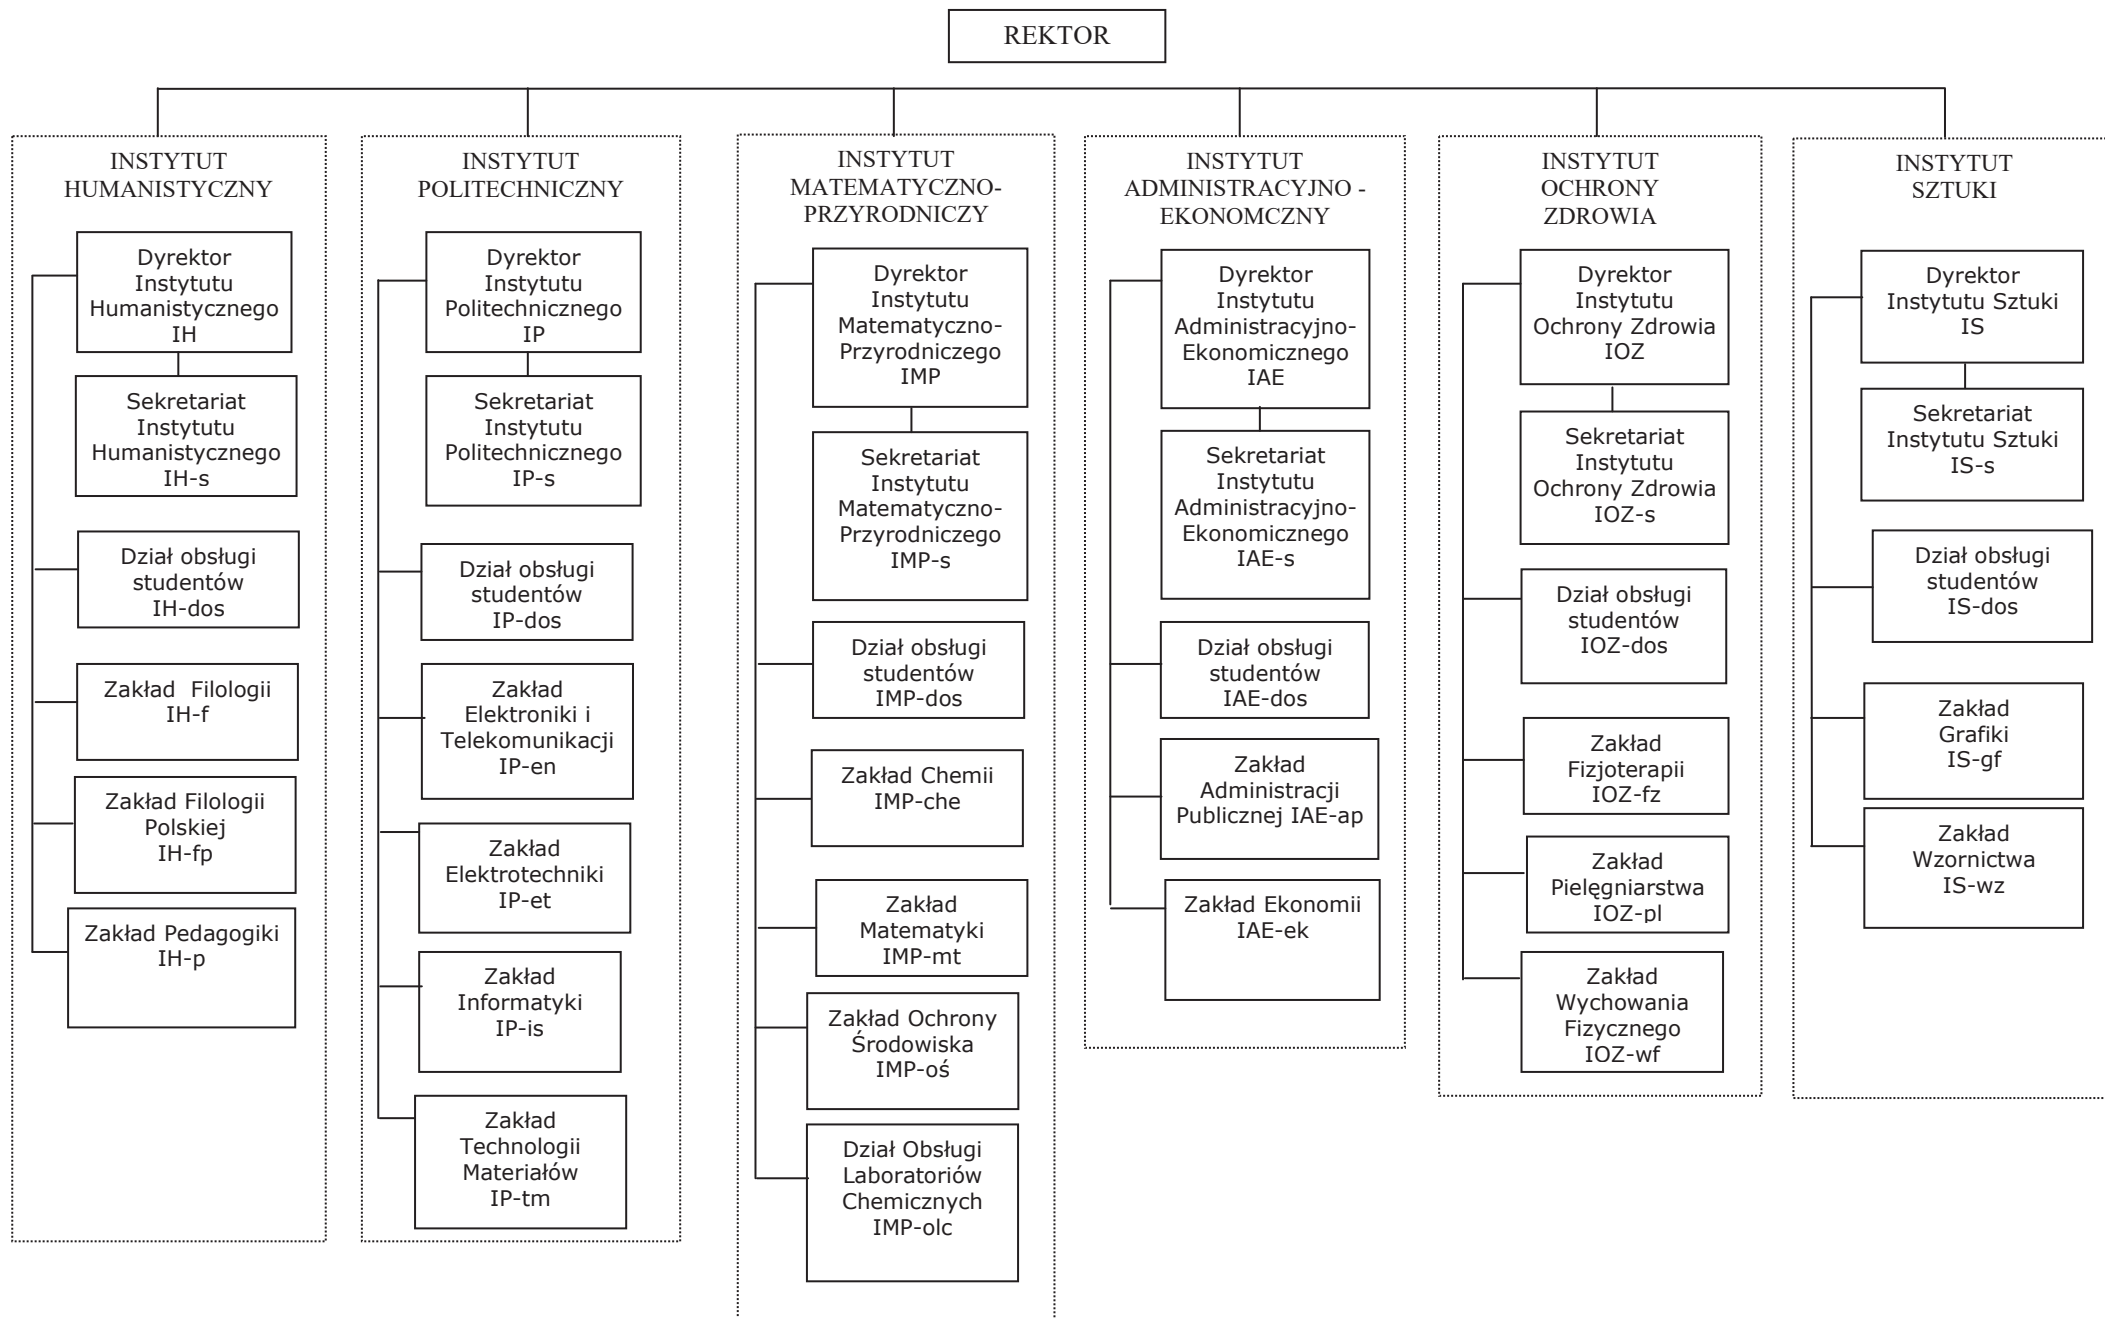 REKTOR
INSTYTUT
HUMANISTYCZNY
Dyrektor
Instytutu
Humanistycznego
IH
Sekretariat
Instytutu
Humanistycznego
IH-s
Dział obsługi
studentów
IH-dos
Zakład Filologii
IH-f
Zakład Filologii
Polskiej
IH-fp
Zakład Pedagogiki
IH-p
INSTYTUT
POLITECHNICZNY
Dyrektor
Instytutu
Politechnicznego
IP
Sekretariat
Instytutu
Politechnicznego
IP-s
Dział obsługi
studentów
IP-dos
Zakład
Elektroniki i
Telekomunikacji
IP-en
Zakład
Elektrotechniki
IP-et
Zakład
Informatyki
IP-is
Zakład
Technologii
Materiałów
IP-tm
INSTYTUT
MATEMATYCZNO-
PRZYRODNICZY
Dyrektor
Instytutu
Matematyczno-
Przyrodniczego
IMP
Sekretariat
Instytutu
Matematyczno-
Przyrodniczego
IMP-s
Dział obsługi
studentów
IMP-dos
Zakład Chemii
IMP-che
Zakład
Matematyki
IMP-mt
Zakład Ochrony
Środowiska
IMP-oś
Dział Obsługi
Laboratoriów
Chemicznych
IMP-olc
INSTYTUT
ADMINISTRACYJNO -
EKONOMCZNY
Dyrektor
Instytutu
Administracyjno-
Ekonomicznego
IAE
Sekretariat
Instytutu
Administracyjno-
Ekonomicznego
IAE-s
Dział obsługi
studentów
IAE-dos
Zakład
Administracji
Publicznej IAE-ap
Zakład Ekonomii
IAE-ek
INSTYTUT
OCHRONY
ZDROWIA
Dyrektor
Instytutu
Ochrony Zdrowia
IOZ
Sekretariat
Instytutu
Ochrony Zdrowia
IOZ-s
Dział obsługi
studentów
IOZ-dos
Zakład
Fizjoterapii
IOZ-fz
Zakład
Pielęgniarstwa
IOZ-pl
Zakład
Wychowania
Fizycznego
IOZ-wf
INSTYTUT
SZTUKI
Dyrektor
Instytutu Sztuki
IS
Sekretariat
Instytutu Sztuki
IS-s
Dział obsługi
studentów
IS-dos
Zakład
Grafiki
IS-gf
Zakład
Wzornictwa
IS-wz